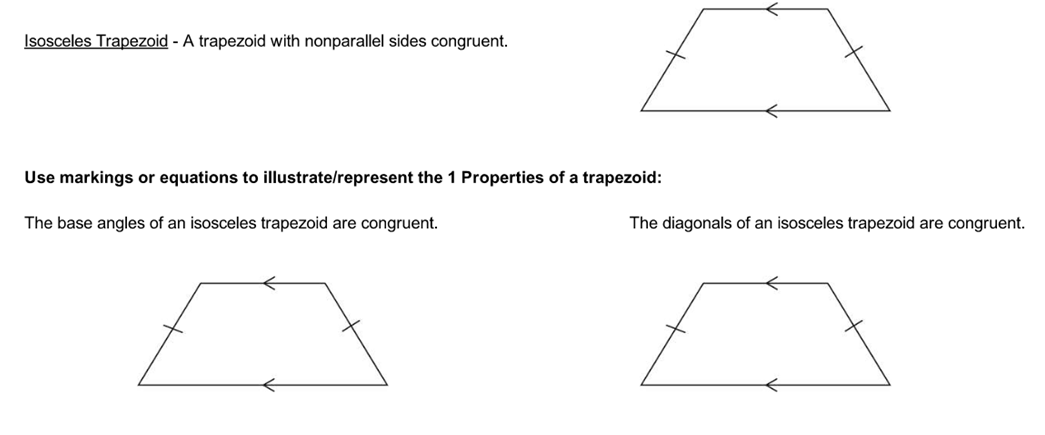 Isosceles Trapezoid - A trapezoid with nonparallel sides congruent.
Use markings or equations to illustrate/represent the 1 Properties of a trapezoid:
The base angles of an isosceles trapezoid are congruent.
The diagonals of an isosceles trapezoid are congruent.